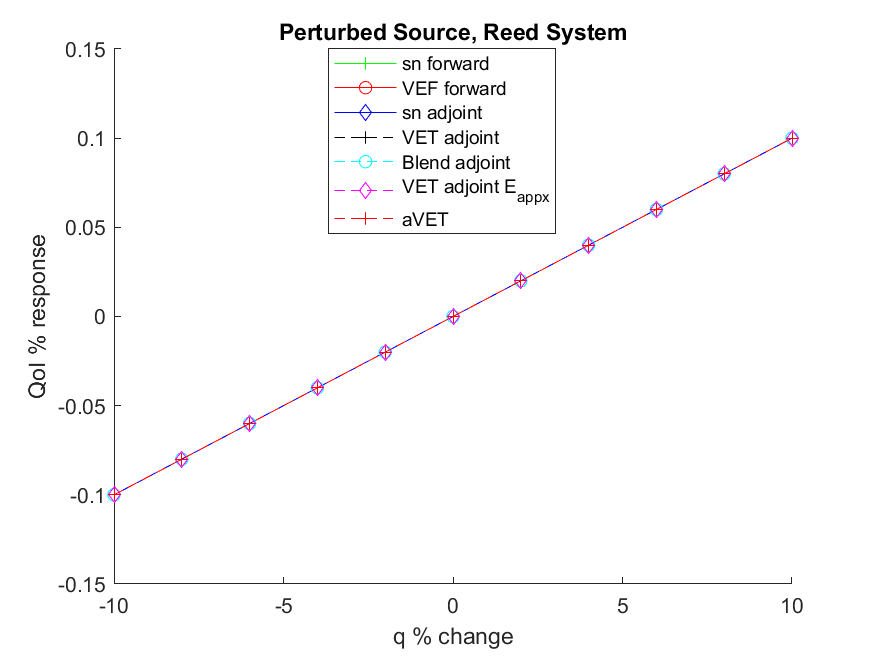 Perturbed Source, Reed System
sn forward
VEF forward
sn adjoint
VET adjoint
Blend adjoint
VET adjoint E_appx
aVET
0.15
0.1
0.05
0
-0.05
-0.1
-0.15
QoI % response
-10
-5
0
5
10
q % change